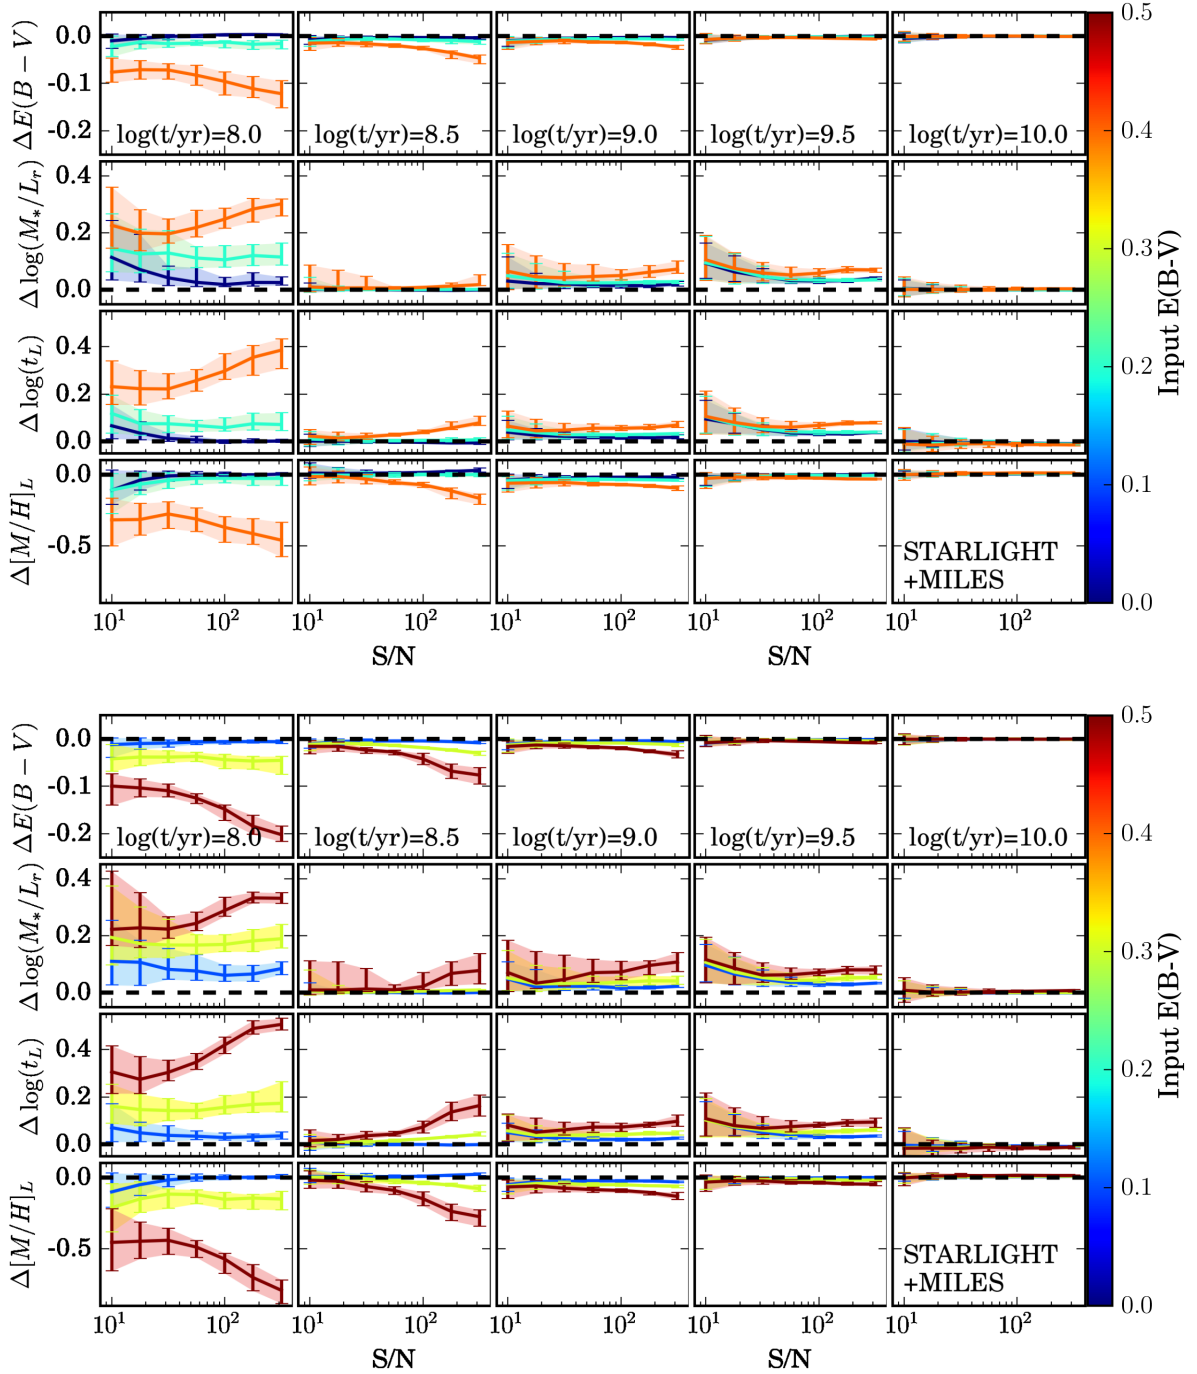 0.0
-0.1
-0.2
ΔE(B − V)
log(t/yr)=8.0
log(t/yr)=8.5
log(t/yr)=9.0
log(t/yr)=9.5
log(t/yr)=10.0
0.4
0.2
0.0
Δlog(M*/Lr)
0.4
0.2
0.0
Δlog(tL)
0.0
-0.5
Δ[M/H]L
STARLIGHT
+MILES
10¹ 10² 10¹ 10² 10¹ 10² 10¹ 10² 10¹ 10²
S/N S/N
0.5
0.4
0.3
0.2
0.1
0.0
Input E(B-V)
0.0
-0.1
-0.2
ΔE(B − V)
log(t/yr)=8.0
log(t/yr)=8.5
log(t/yr)=9.0
log(t/yr)=9.5
log(t/yr)=10.0
0.4
0.2
0.0
Δlog(M*/Lr)
0.4
0.2
0.0
Δlog(tL)
0.0
-0.5
Δ[M/H]L
STARLIGHT
+MILES
10¹ 10² 10¹ 10² 10¹ 10² 10¹ 10² 10¹ 10²
S/N S/N
0.5
0.4
0.3
0.2
0.1
0.0
Input E(B-V)